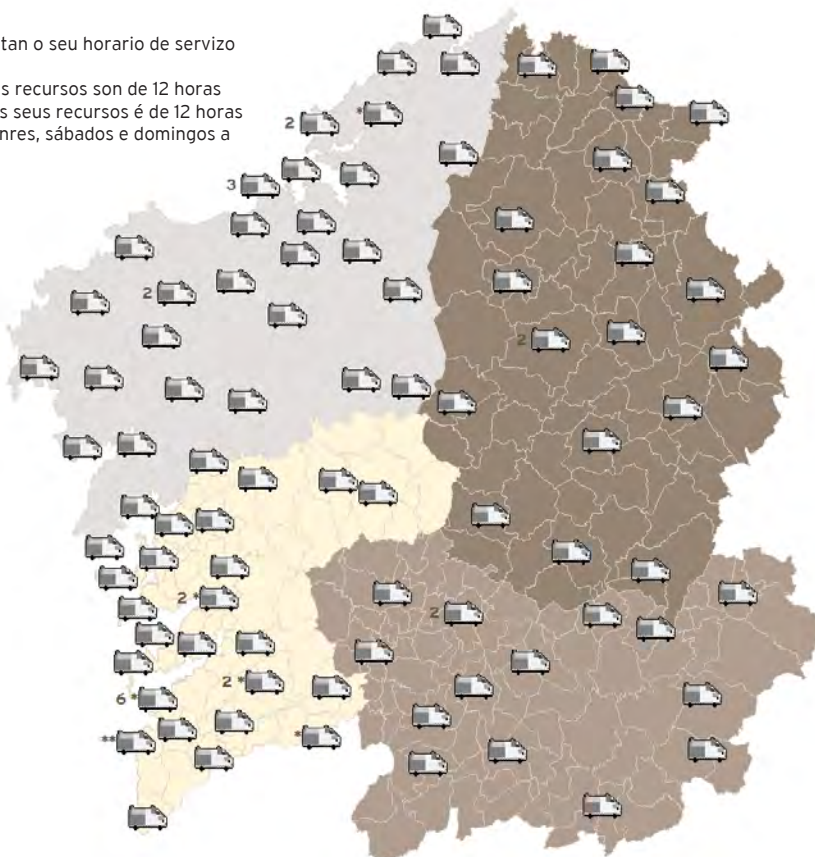 tan o seu horario de servizo
s recursos son de 12 horas
s seus recursos é de 12 horas
nres, sábados e domingos a
*
2
3
2
2
2 *
2
2 *
6 *
**
*